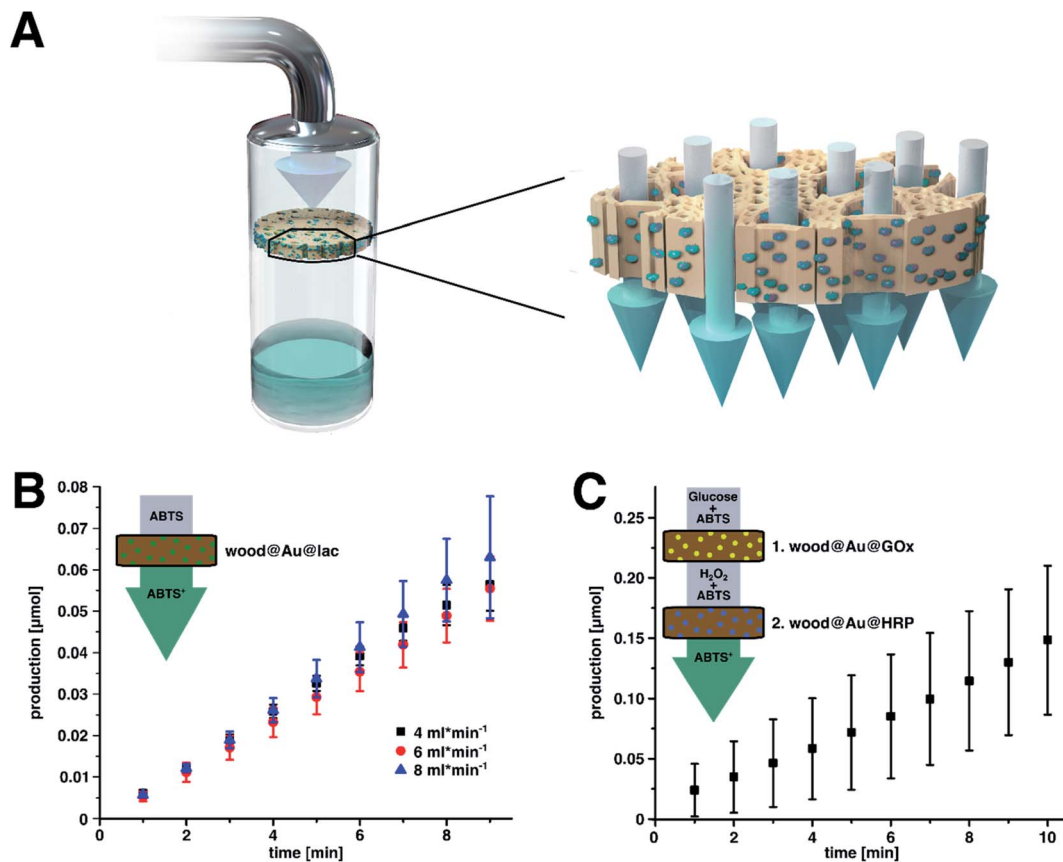 A
B
production [μmol]
0.08
0.07
0.06
0.05
0.04
0.03
0.02
0.01
0
ABTS
wood@Au@lac
ABTS⁺
4 ml*min⁻¹
6 ml*min⁻¹
8 ml*min⁻¹
0 2 4 6 8
time [min]
C
production [μmol]
0.25
0.20
0.15
0.10
0.05
0
Glucose
+
ABTS
1. wood@Au@GOx
H₂O₂
+
ABTS
2. wood@Au@HRP
ABTS⁺
0 2 4 6 8 10
time [min]